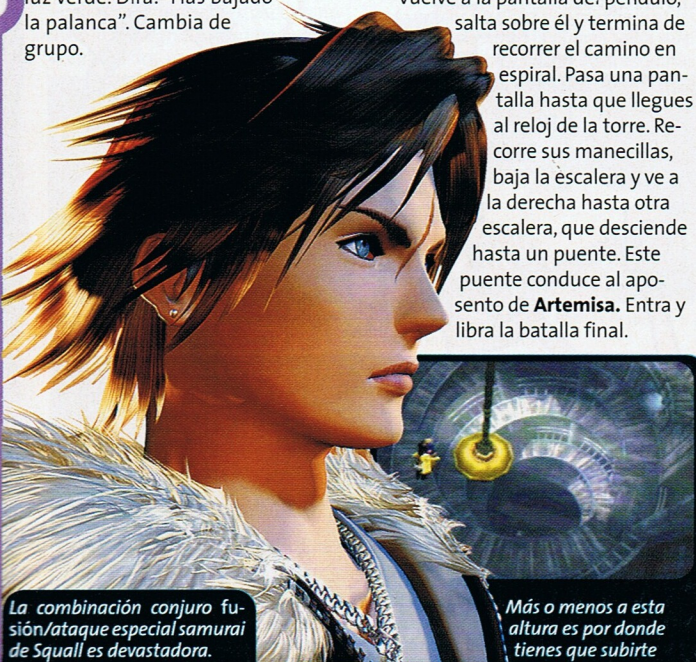 luz verde. Dirá: "Has bajado
la palanca". Cambia de
grupo.
vuelve a la pantalla del péndulo,
salta sobre él y termina de
recorrer el camino en
espiral. Pasa una pan-
talla hasta que llegues
al reloj de la torre. Re-
corre sus manecillas,
baja la escalera y ve a
la derecha hasta otra
escalera, que desciende
hasta un puente. Este
puente conduce al apo-
sento de Artemisa. Entra y
libra la batalla final.
La combinación conjuro fu-
sión/ataque especial samurai
de Squall es devastadora.
Más o menos a esta
altura es por donde
tienes que subirte